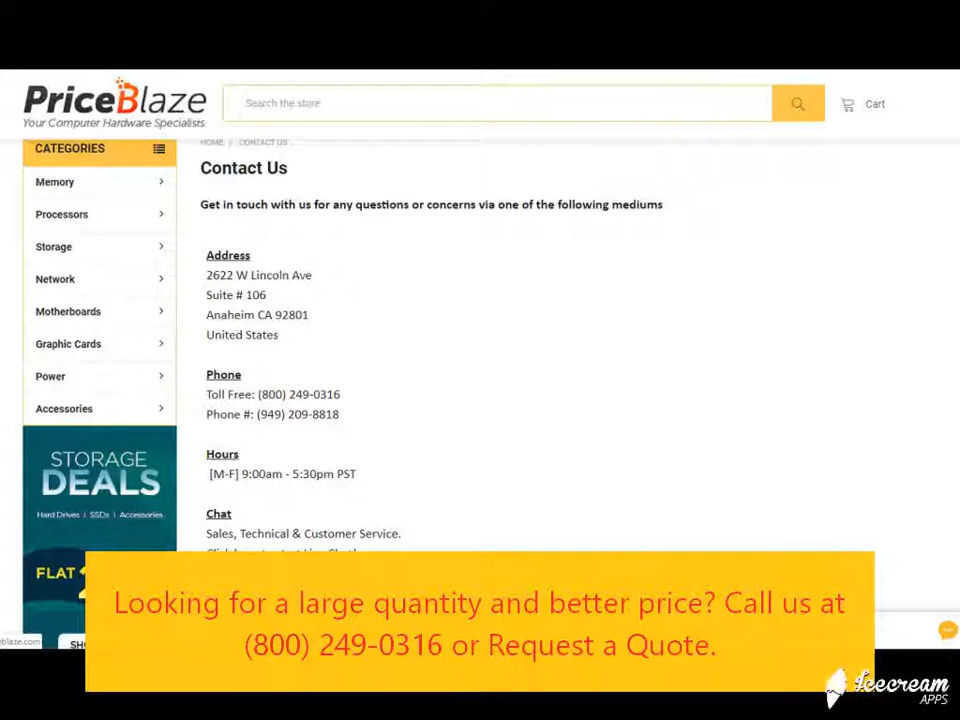 PriceBlaze
Your Computer Hardware Specialists
Search the store
Cart
CATEGORIES
HOME / CONTACT US
Contact Us
Memory
Processors
Storage
Network
Motherboards
Graphic Cards
Power
Accessories
Get in touch with us for any questions or concerns via one of the following mediums
Address
2622 W Lincoln Ave
Suite # 106
Anaheim CA 92801
United States
Phone
Toll Free: (800) 249-0316
Phone #: (949) 209-8818
Hours
[M-F] 9:00am - 5:30pm PST
Chat
Sales, Technical & Customer Service.
STORAGE
DEALS
Hard Drives | SSDs | Accessories
FLAT
eblaze.com
Looking for a large quantity and better price? Call us at
(800) 249-0316 or Request a Quote.
Icecream
APPS